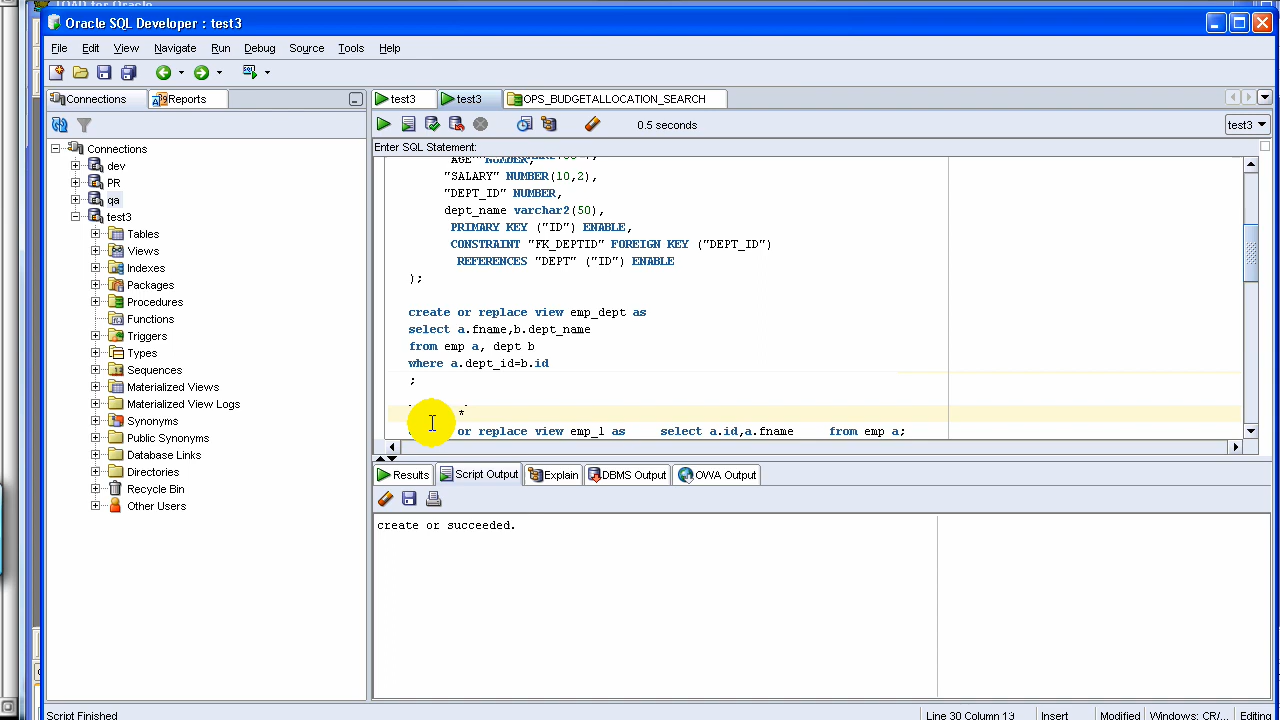 TOAD for Oracle
Oracle SQL Developer : test3
File Edit View Navigate Run Debug Source Tools Help
Connections Reports
test3 test3 OPS_BUDGETALLOCATION_SEARCH
0.5 seconds
test3
Enter SQL Statement:
Connections
dev
PR
qa
test3
Tables
Views
Indexes
Packages
Procedures
Functions
Triggers
Types
Sequences
Materialized Views
Materialized View Logs
Synonyms
Public Synonyms
Database Links
Directories
Recycle Bin
Other Users
"AGE" NUMBER,
"SALARY" NUMBER(10,2),
"DEPT_ID" NUMBER,
dept_name varchar2(50),
PRIMARY KEY ("ID") ENABLE,
CONSTRAINT "FK_DEPTID" FOREIGN KEY ("DEPT_ID")
REFERENCES "DEPT" ("ID") ENABLE
);
create or replace view emp_dept as
select a.fname,b.dept_name
from emp a, dept b
where a.dept_id=b.id
;
*
or replace view emp_l as select a.id,a.fname from emp a;
Results Script Output Explain DBMS Output OWA Output
create or succeeded.
Script Finished
Line 30 Column 13 Insert Modified Windows: CR/... Editing